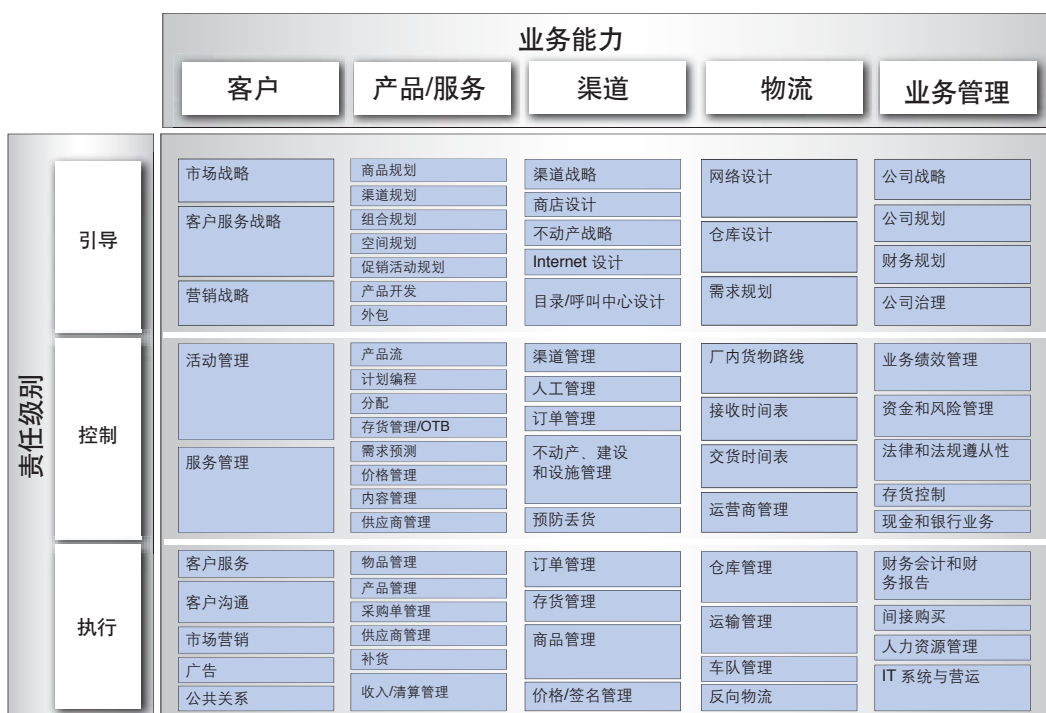 业务能力
客户
产品/服务
渠道
物流
业务管理
责任级别
引导
市场战略
客户服务战略
营销战略
商品规划
渠道规划
组合规划
空间规划
促销活动规划
产品开发
外包
渠道战略
商店设计
不动产战略
Internet 设计
目录/呼叫中心设计
网络设计
仓库设计
需求规划
公司战略
公司规划
财务规划
公司治理
控制
活动管理
服务管理
产品流
计划编程
分配
存货管理/OTB
需求预测
价格管理
内容管理
供应商管理
渠道管理
人工管理
订单管理
不动产、建设
和设施管理
预防丢货
厂内货物路线
接收时间表
交货时间表
运营商管理
业务绩效管理
资金和风险管理
法律和法规遵从性
存货控制
现金和银行业务
执行
客户服务
客户沟通
市场营销
广告
公共关系
物品管理
产品管理
采购单管理
供应商管理
补货
收入/清算管理
订单管理
存货管理
商品管理
价格/签名管理
仓库管理
运输管理
车队管理
反向物流
财务会计和财
务报告
间接购买
人力资源管理
IT 系统与营运